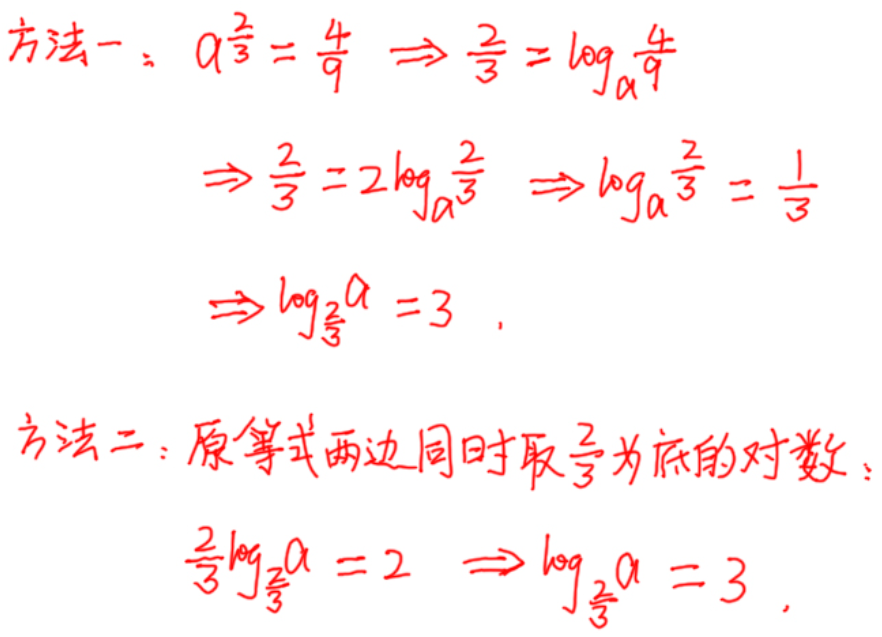 方法一: $a^{\frac{2}{3}} = \frac{4}{9} \Rightarrow \frac{2}{3} = \log_a \frac{4}{9}$
$\Rightarrow \frac{2}{3} = 2\log_a \frac{2}{3} \Rightarrow \log_a \frac{2}{3} = \frac{1}{3}$
$\Rightarrow \log_{\frac{2}{3}} a = 3$.
方法二:原等式两边同时取$\frac{2}{3}$为底的对数:
$\frac{2}{3}\log_{\frac{2}{3}} a = 2 \Rightarrow \log_{\frac{2}{3}} a = 3$.